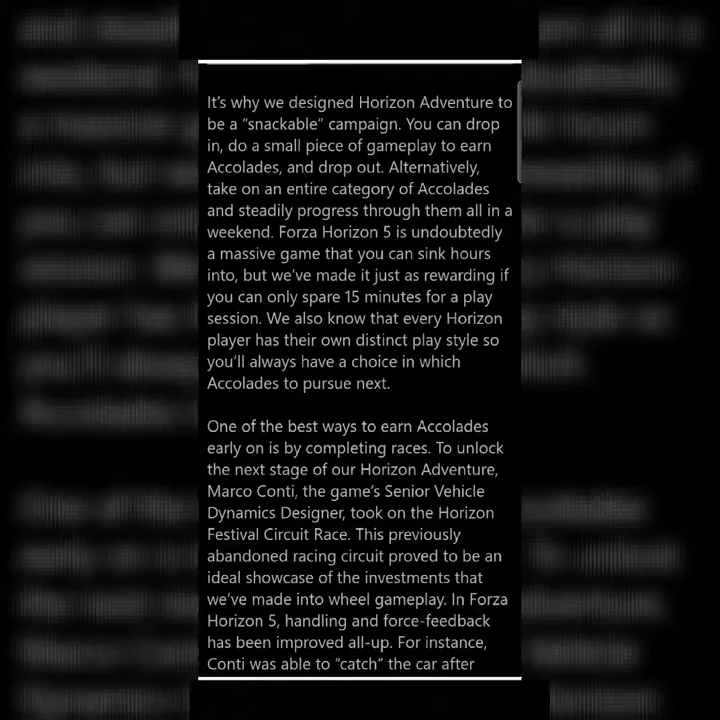 It's why we designed Horizon Adventure to
be a “snackable” campaign. You can drop
in, do a small piece of gameplay to earn
Accolades, and drop out. Alternatively,
take on an entire category of Accolades
and steadily progress through them all in a
weekend. Forza Horizon 5 is undoubtedly
a massive game that you can sink hours
into, but we've made it just as rewarding if
you can only spare 15 minutes for a play
session. We also know that every Horizon
player has their own distinct play style so
you'll always have a choice in which
Accolades to pursue next.
One of the best ways to earn Accolades
early on is by completing races. To unlock
the next stage of our Horizon Adventure,
Marco Conti, the game's Senior Vehicle
Dynamics Designer, took on the Horizon
Festival Circuit Race. This previously
abandoned racing circuit proved to be an
ideal showcase of the investments that
we've made into wheel gameplay. In Forza
Horizon 5, handling and force-feedback
has been improved all-up. For instance,
Conti was able to “catch” the car after